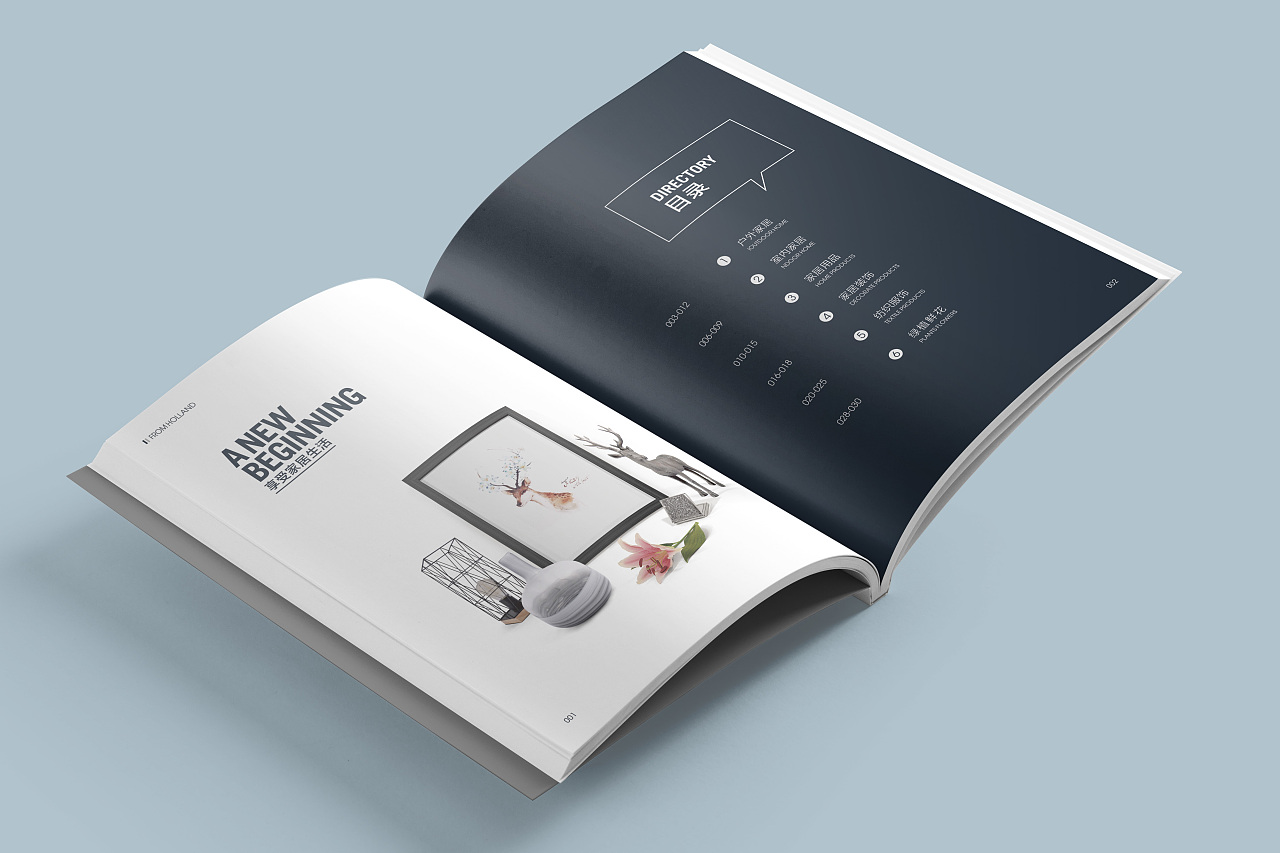 FROM HOLLAND
A NEW
BEGINNING
享受家居生活
001
DIRECTORY
目录
1
户外家居
IOUTDOOR HOME
003-012
2
室内家居
NDOOR HOME
006-009
3
家居用品
HOME PRODUCTS
010-015
4
家居装饰
DECORATE PRODUCTS
016-018
5
纺织服饰
TEXTILE PRODUCTS
020-025
6
绿植鲜花
PLANTS FLOWERS
028-030
002